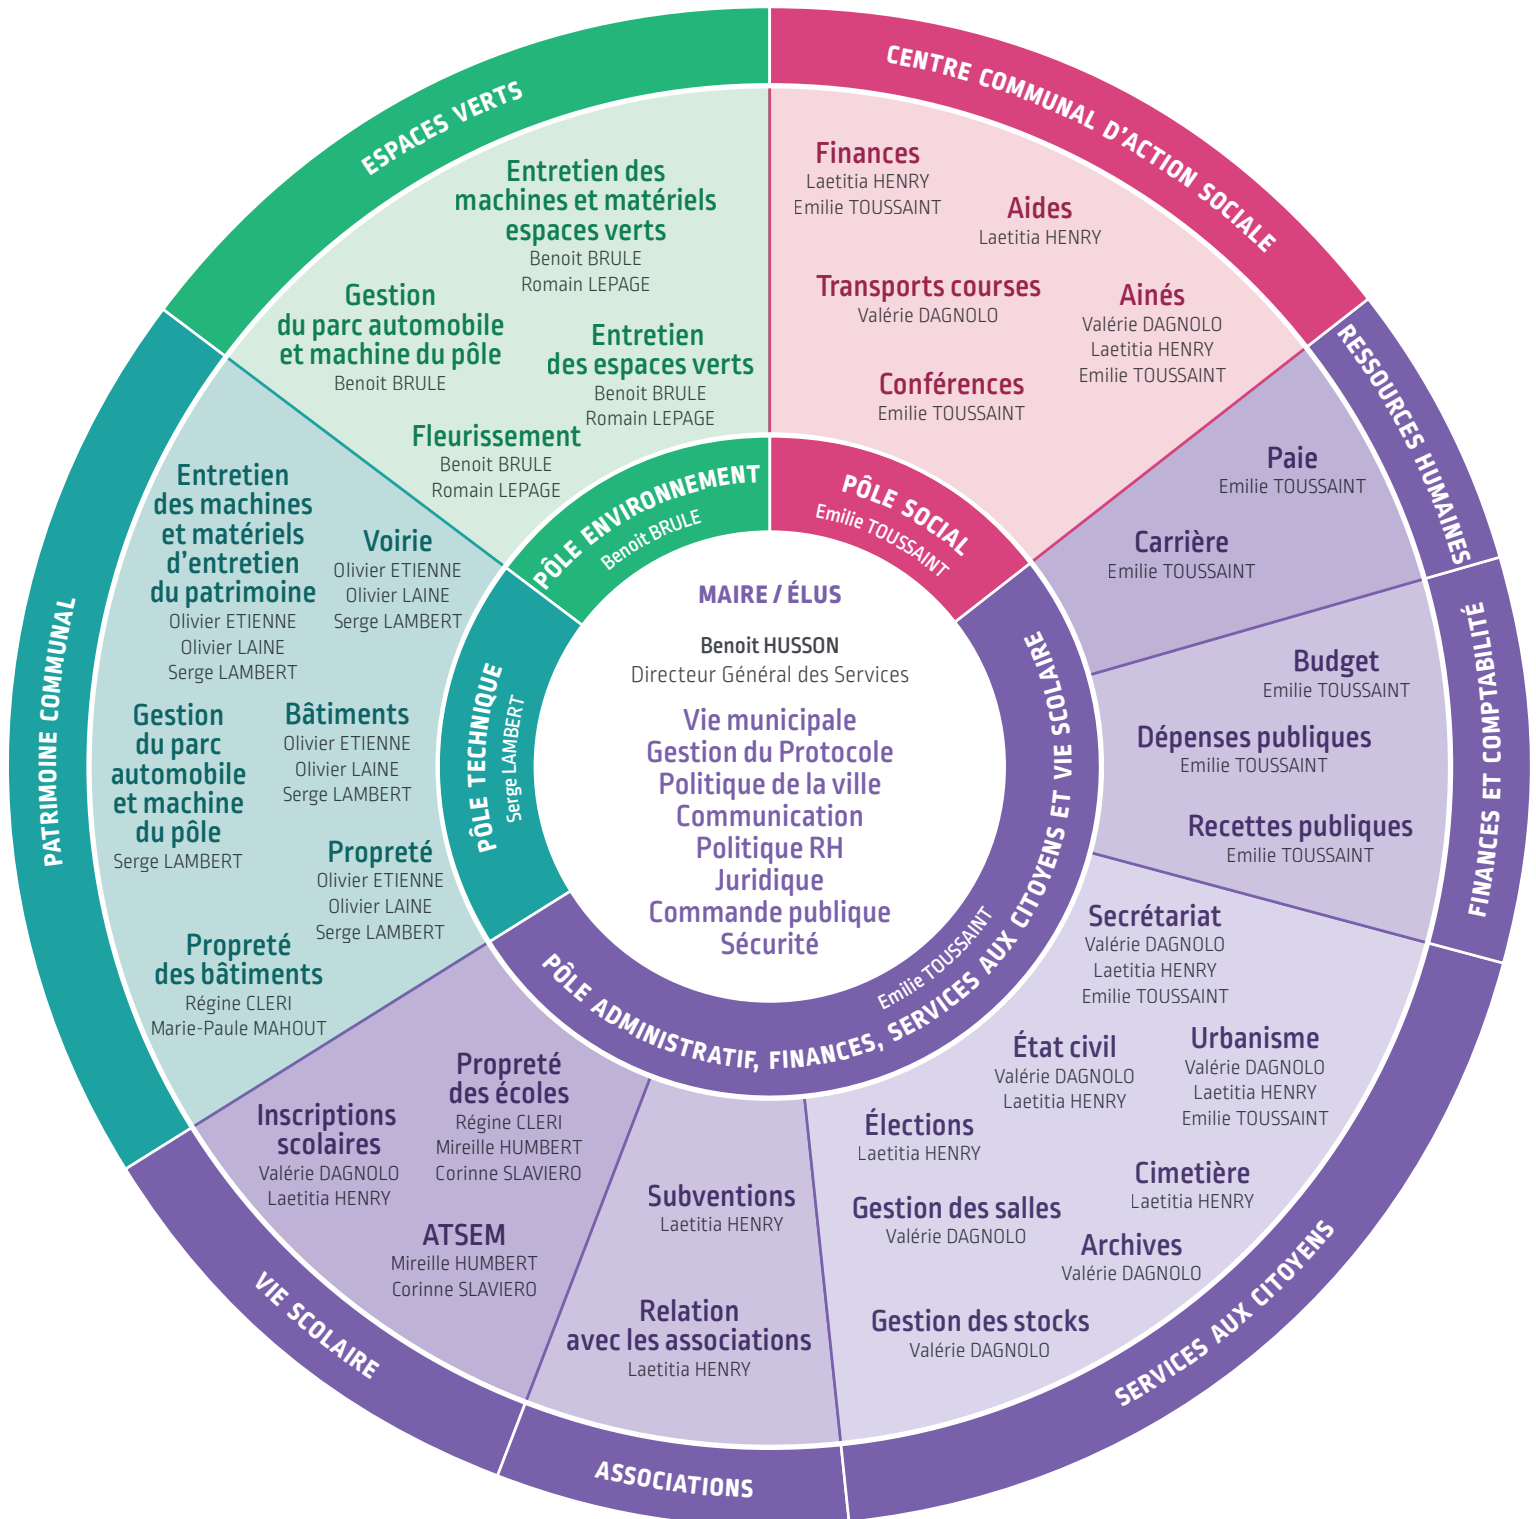 ESPACES VERTS
Entretien des
machines et matériels
espaces verts
Benoit BRULE
Romain LEPAGE
Gestion
du parc automobile
et machine du pôle
Benoit BRULE
Entretien
des espaces verts
Benoit BRULE
Romain LEPAGE
Fleurissement
Benoit BRULE
Romain LEPAGE
PÔLE ENVIRONNEMENT
Benoit BRULE
CENTRE COMMUNAL D'ACTION SOCIALE
Finances
Laetitia HENRY
Emilie TOUSSAINT
Aides
Laetitia HENRY
Transports courses
Valérie DAGNOLO
Ainés
Valérie DAGNOLO
Laetitia HENRY
Emilie TOUSSAINT
Conférences
Emilie TOUSSAINT
PÔLE SOCIAL
Emilie TOUSSAINT
RESSOURCES HUMAINES
Paie
Emilie TOUSSAINT
Carrière
Emilie TOUSSAINT
FINANCES ET COMPTABILITÉ
Budget
Emilie TOUSSAINT
Dépenses publiques
Emilie TOUSSAINT
Recettes publiques
Emilie TOUSSAINT
SERVICES AUX CITOYENS
Secrétariat
Valérie DAGNOLO
Laetitia HENRY
Emilie TOUSSAINT
État civil
Valérie DAGNOLO
Laetitia HENRY
Urbanisme
Valérie DAGNOLO
Laetitia HENRY
Emilie TOUSSAINT
Élections
Laetitia HENRY
Cimetière
Laetitia HENRY
Gestion des salles
Valérie DAGNOLO
Archives
Valérie DAGNOLO
Gestion des stocks
Valérie DAGNOLO
ASSOCIATIONS
Subventions
Laetitia HENRY
Relation
avec les associations
Laetitia HENRY
VIE SCOLAIRE
Propreté
des écoles
Régine CLERI
Mireille HUMBERT
Corinne SLAVIERO
Inscriptions
scolaires
Valérie DAGNOLO
Laetitia HENRY
ATSEM
Mireille HUMBERT
Corinne SLAVIERO
PÔLE ADMINISTRATIF, FINANCES, SERVICES AUX CITOYENS ET VIE SCOLAIRE
Emilie TOUSSAINT
PATRIMOINE COMMUNAL
Entretien
des machines
et matériels
d'entretien
du patrimoine
Olivier ETIENNE
Olivier LAINE
Serge LAMBERT
Voirie
Olivier ETIENNE
Olivier LAINE
Serge LAMBERT
Gestion
du parc
automobile
et machine
du pôle
Serge LAMBERT
Bâtiments
Olivier ETIENNE
Olivier LAINE
Serge LAMBERT
Propreté
Olivier ETIENNE
Olivier LAINE
Serge LAMBERT
Propreté
des bâtiments
Régine CLERI
Marie-Paule MAHOUT
PÔLE TECHNIQUE
Serge LAMBERT
MAIRE / ÉLUS
Benoit HUSSON
Directeur Général des Services
Vie municipale
Gestion du Protocole
Politique de la ville
Communication
Politique RH
Juridique
Commande publique
Sécurité